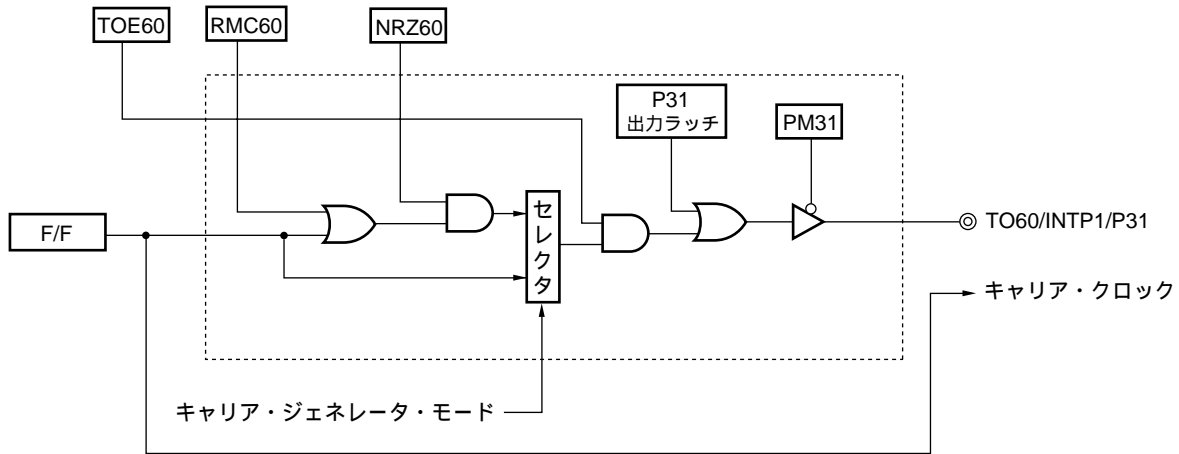 TOE60
RMC60
NRZ60
P31
出力ラッチ
PM31
セレクタ
F/F
TO60/INTP1/P31
キャリア・クロック
キャリア・ジェネレータ・モード